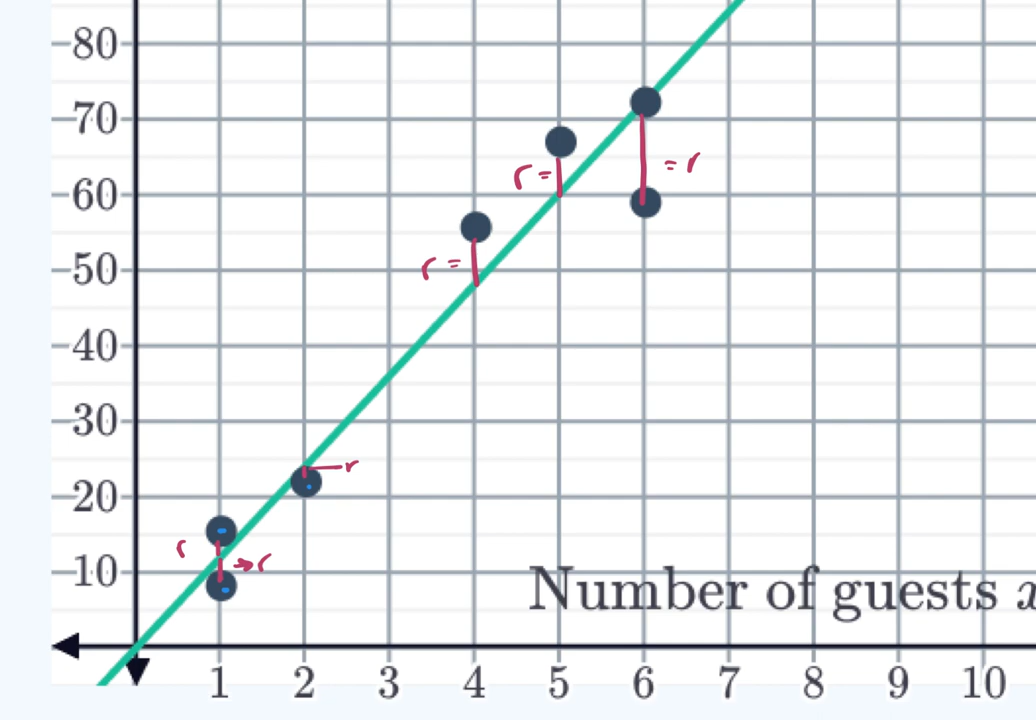 80
70
60
50
40
30
20
10
r =
= r
r =
r
r
r
Number of guests x
1 2 3 4 5 6 7 8 9 10